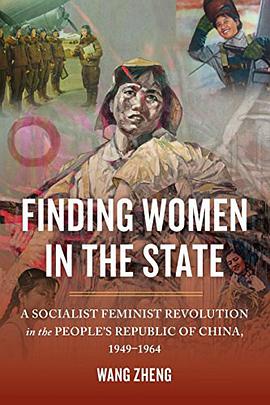 FINDING WOMEN
IN THE STATE
A SOCIALIST FEMINIST REVOLUTION
in the PEOPLE'S REPUBLIC OF CHINA,
1949–1964
WANG ZHENG